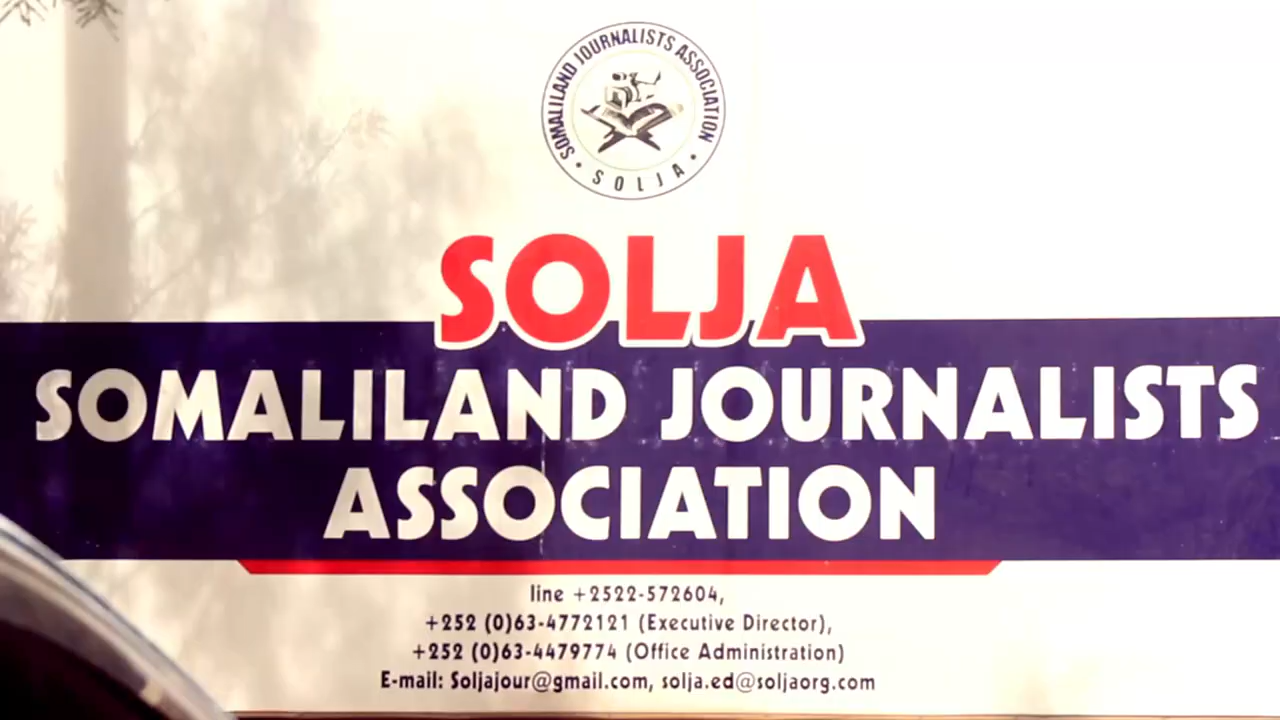 SOMALILAND JOURNALISTS ASSOCIATION
• SOLJA •
SOLJA
SOMALILAND JOURNALISTS
ASSOCIATION
line +2522-572604,
+252 (0)63-4772121 (Executive Director),
+252 (0)63-4479774 (Office Administration)
E-mail: Soljajour@gmail.com, solja.ed@soljaorg.com